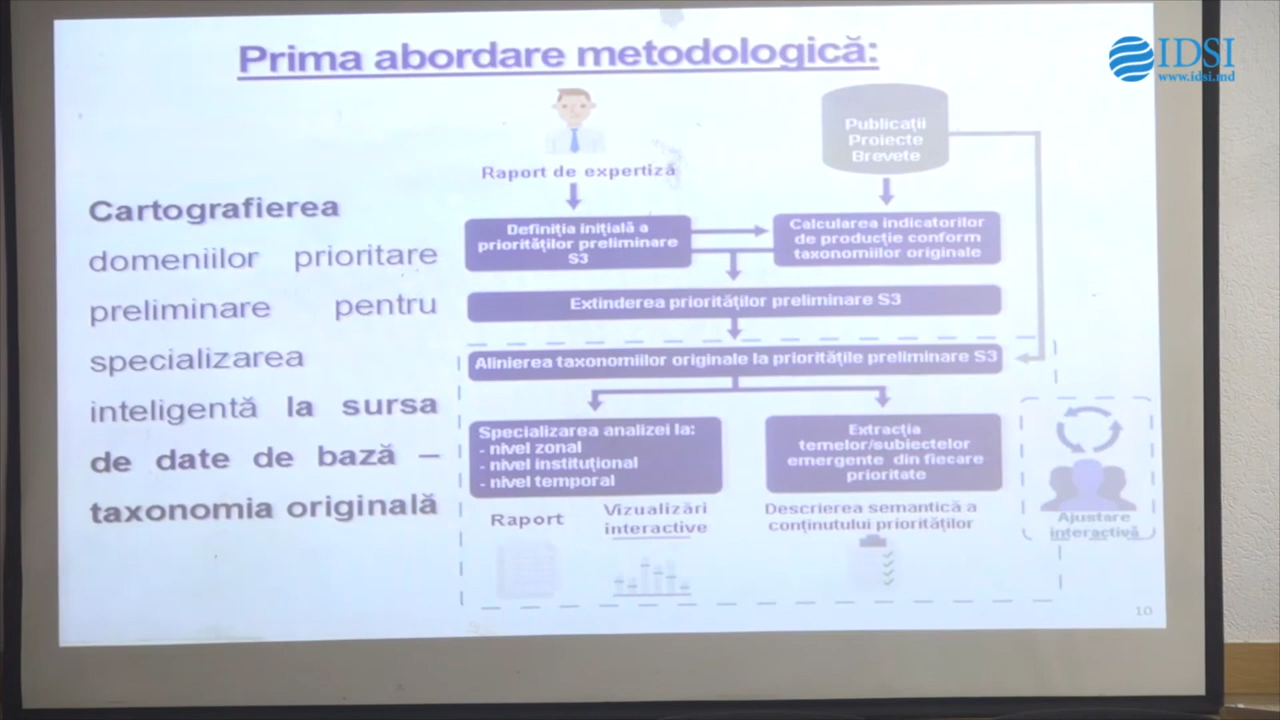 Prima abordare metodologică:
IDSI
www.idsi.md
Cartografierea
domeniilor prioritare
preliminare pentru
specializarea
inteligentă la sursa
de date de bază –
taxonomia originală
Raport de expertiză
Publicații
Proiecte
Brevete
Definiția inițială a
priorităților preliminare
S3
Calcularea indicatorilor
de producție conform
taxonomiilor originale
Extinderea priorităților preliminare S3
Alinierea taxonomiilor originale la prioritățile preliminare S3
Specializarea analizei la:
- nivel zonal
- nivel instituțional
- nivel temporal
Extracția
temelor/subiectelor
emergente din fiecare
prioritate
Raport
Vizualizări
interactive
Descrierea semantică a
conținutului priorităților
Ajustare
interactivă
10